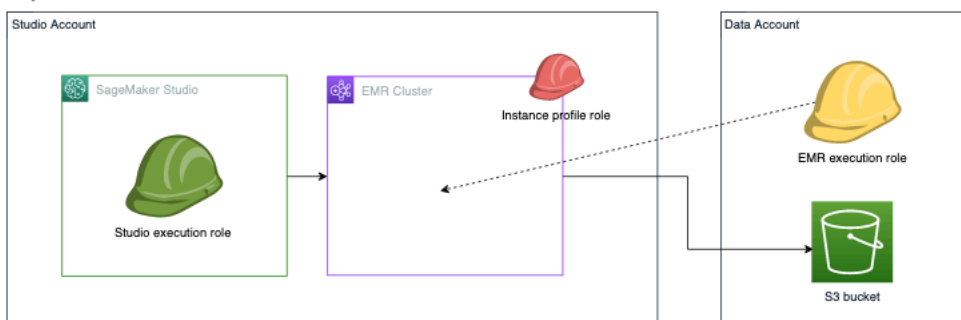 Studio Account
Data Account
SageMaker Studio
EMR Cluster
Instance profile role
EMR execution role
Studio execution role
S3 bucket